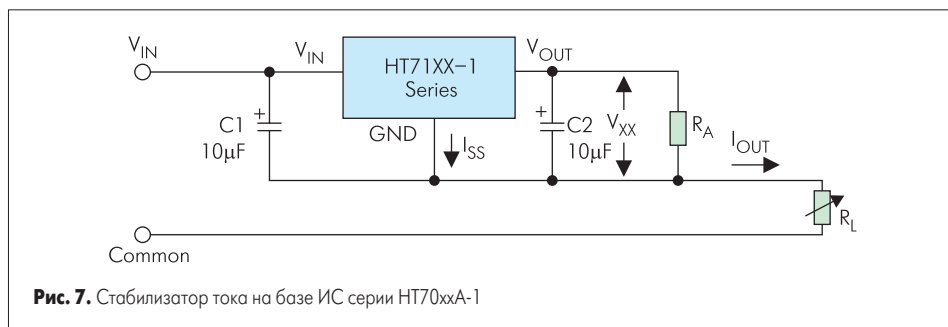 V_IN
V_IN
HT71XX–1
Series
V_OUT
C1
10μF
GND
I_SS
C2
10μF
V_XX
R_A
I_OUT
R_L
Common
Рис. 7. Стабилизатор тока на базе ИС серии HT70xxA-1